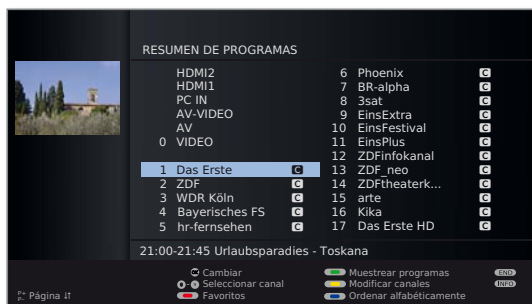 RESUMEN DE PROGRAMAS
HDMI2
HDMI1
PC IN
AV-VIDEO
AV
0 VIDEO
1 Das Erste C
2 ZDF C
3 WDR Köln C
4 Bayerisches FS C
5 hr-fernsehen C
6 Phoenix C
7 BR-alpha C
8 3sat C
9 EinsExtra C
10 EinsFestival C
11 EinsPlus C
12 ZDFinfokanal C
13 ZDF_neo C
14 ZDFtheaterk... C
15 arte C
16 Kika C
17 Das Erste HD C
21:00-21:45 Urlaubsparadies - Toskana
OK Cambiar
0-9 Seleccionar canal
Favoritos
Muestrear programas
Modificar canales
Ordenar alfabéticamente
END
INFO
P+ P- Página